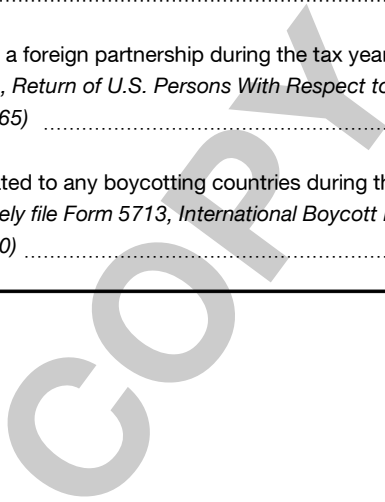 a foreign partnership during the tax year
, Return of U.S. Persons With Respect to
65)
ted to any boycotting countries during th
ely file Form 5713, International Boycott
0)
COPY